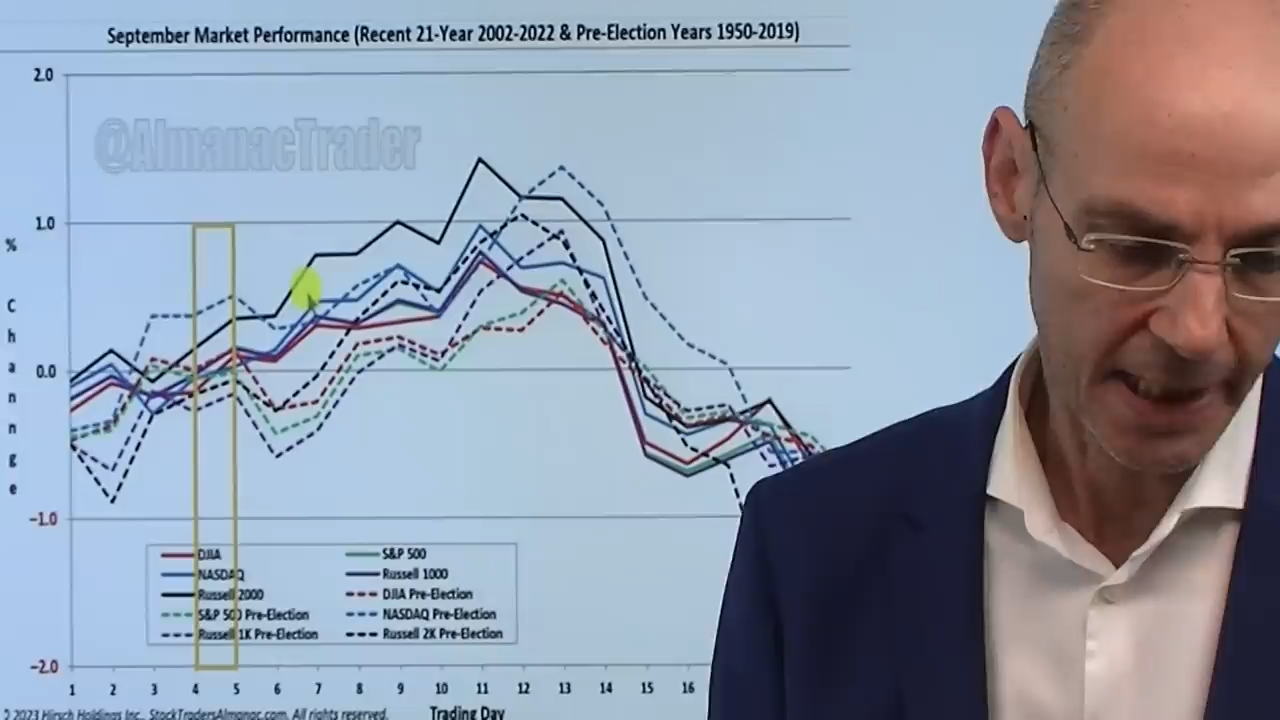 September Market Performance (Recent 21-Year 2002-2022 & Pre-Election Years 1950-2019)
2.0
@AlmanacTrader
1.0
% Change
0.0
-1.0
DJIA S&P 500
NASDAQ Russell 1000
Russell 2000 DJIA Pre-Election
S&P 500 Pre-Election NASDAQ Pre-Election
Russell 1K Pre-Election Russell 2K Pre-Election
-2.0
1 2 3 4 5 6 7 8 9 10 11 12 13 14 15 16
© 2023 Hirsch Holdings Inc., StockTradersAlmanac.com. All rights reserved. Trading Day